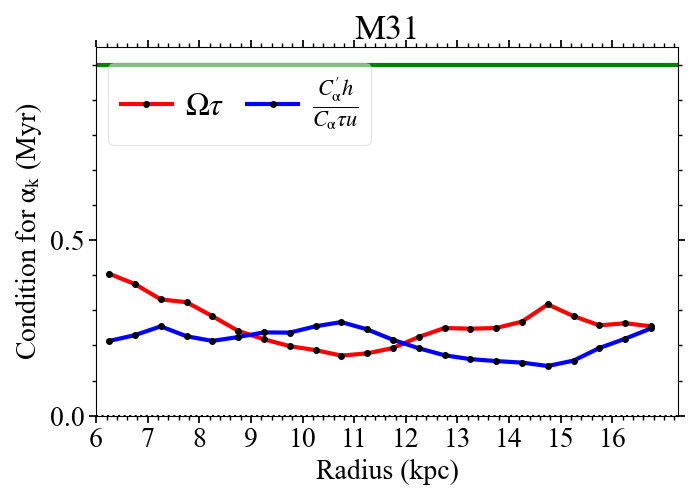 M31
Ωτ
C′αh
Cατu
Condition for αk (Myr)
0.5
0.0
6 7 8 9 10 11 12 13 14 15 16
Radius (kpc)